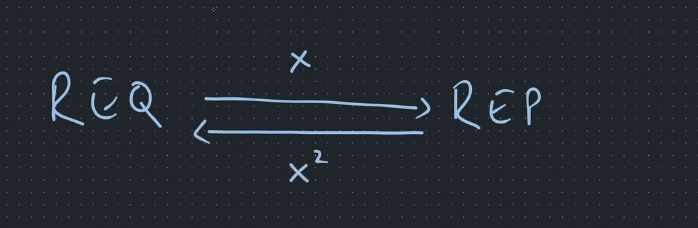 x
REQ REP
x²